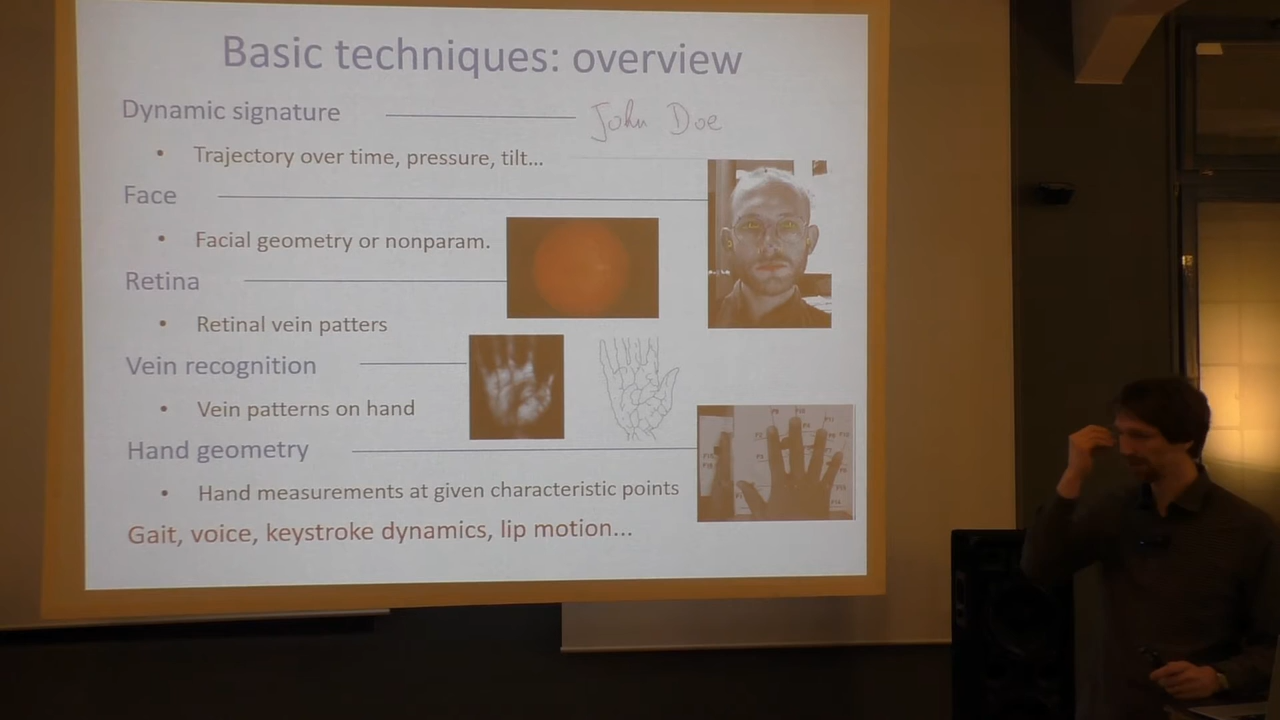 Basic techniques: overview
Dynamic signature
John Doe
• Trajectory over time, pressure, tilt...
Face
• Facial geometry or nonparam.
Retina
• Retinal vein patters
Vein recognition
• Vein patterns on hand
Hand geometry
• Hand measurements at given characteristic points
Gait, voice, keystroke dynamics, lip motion...